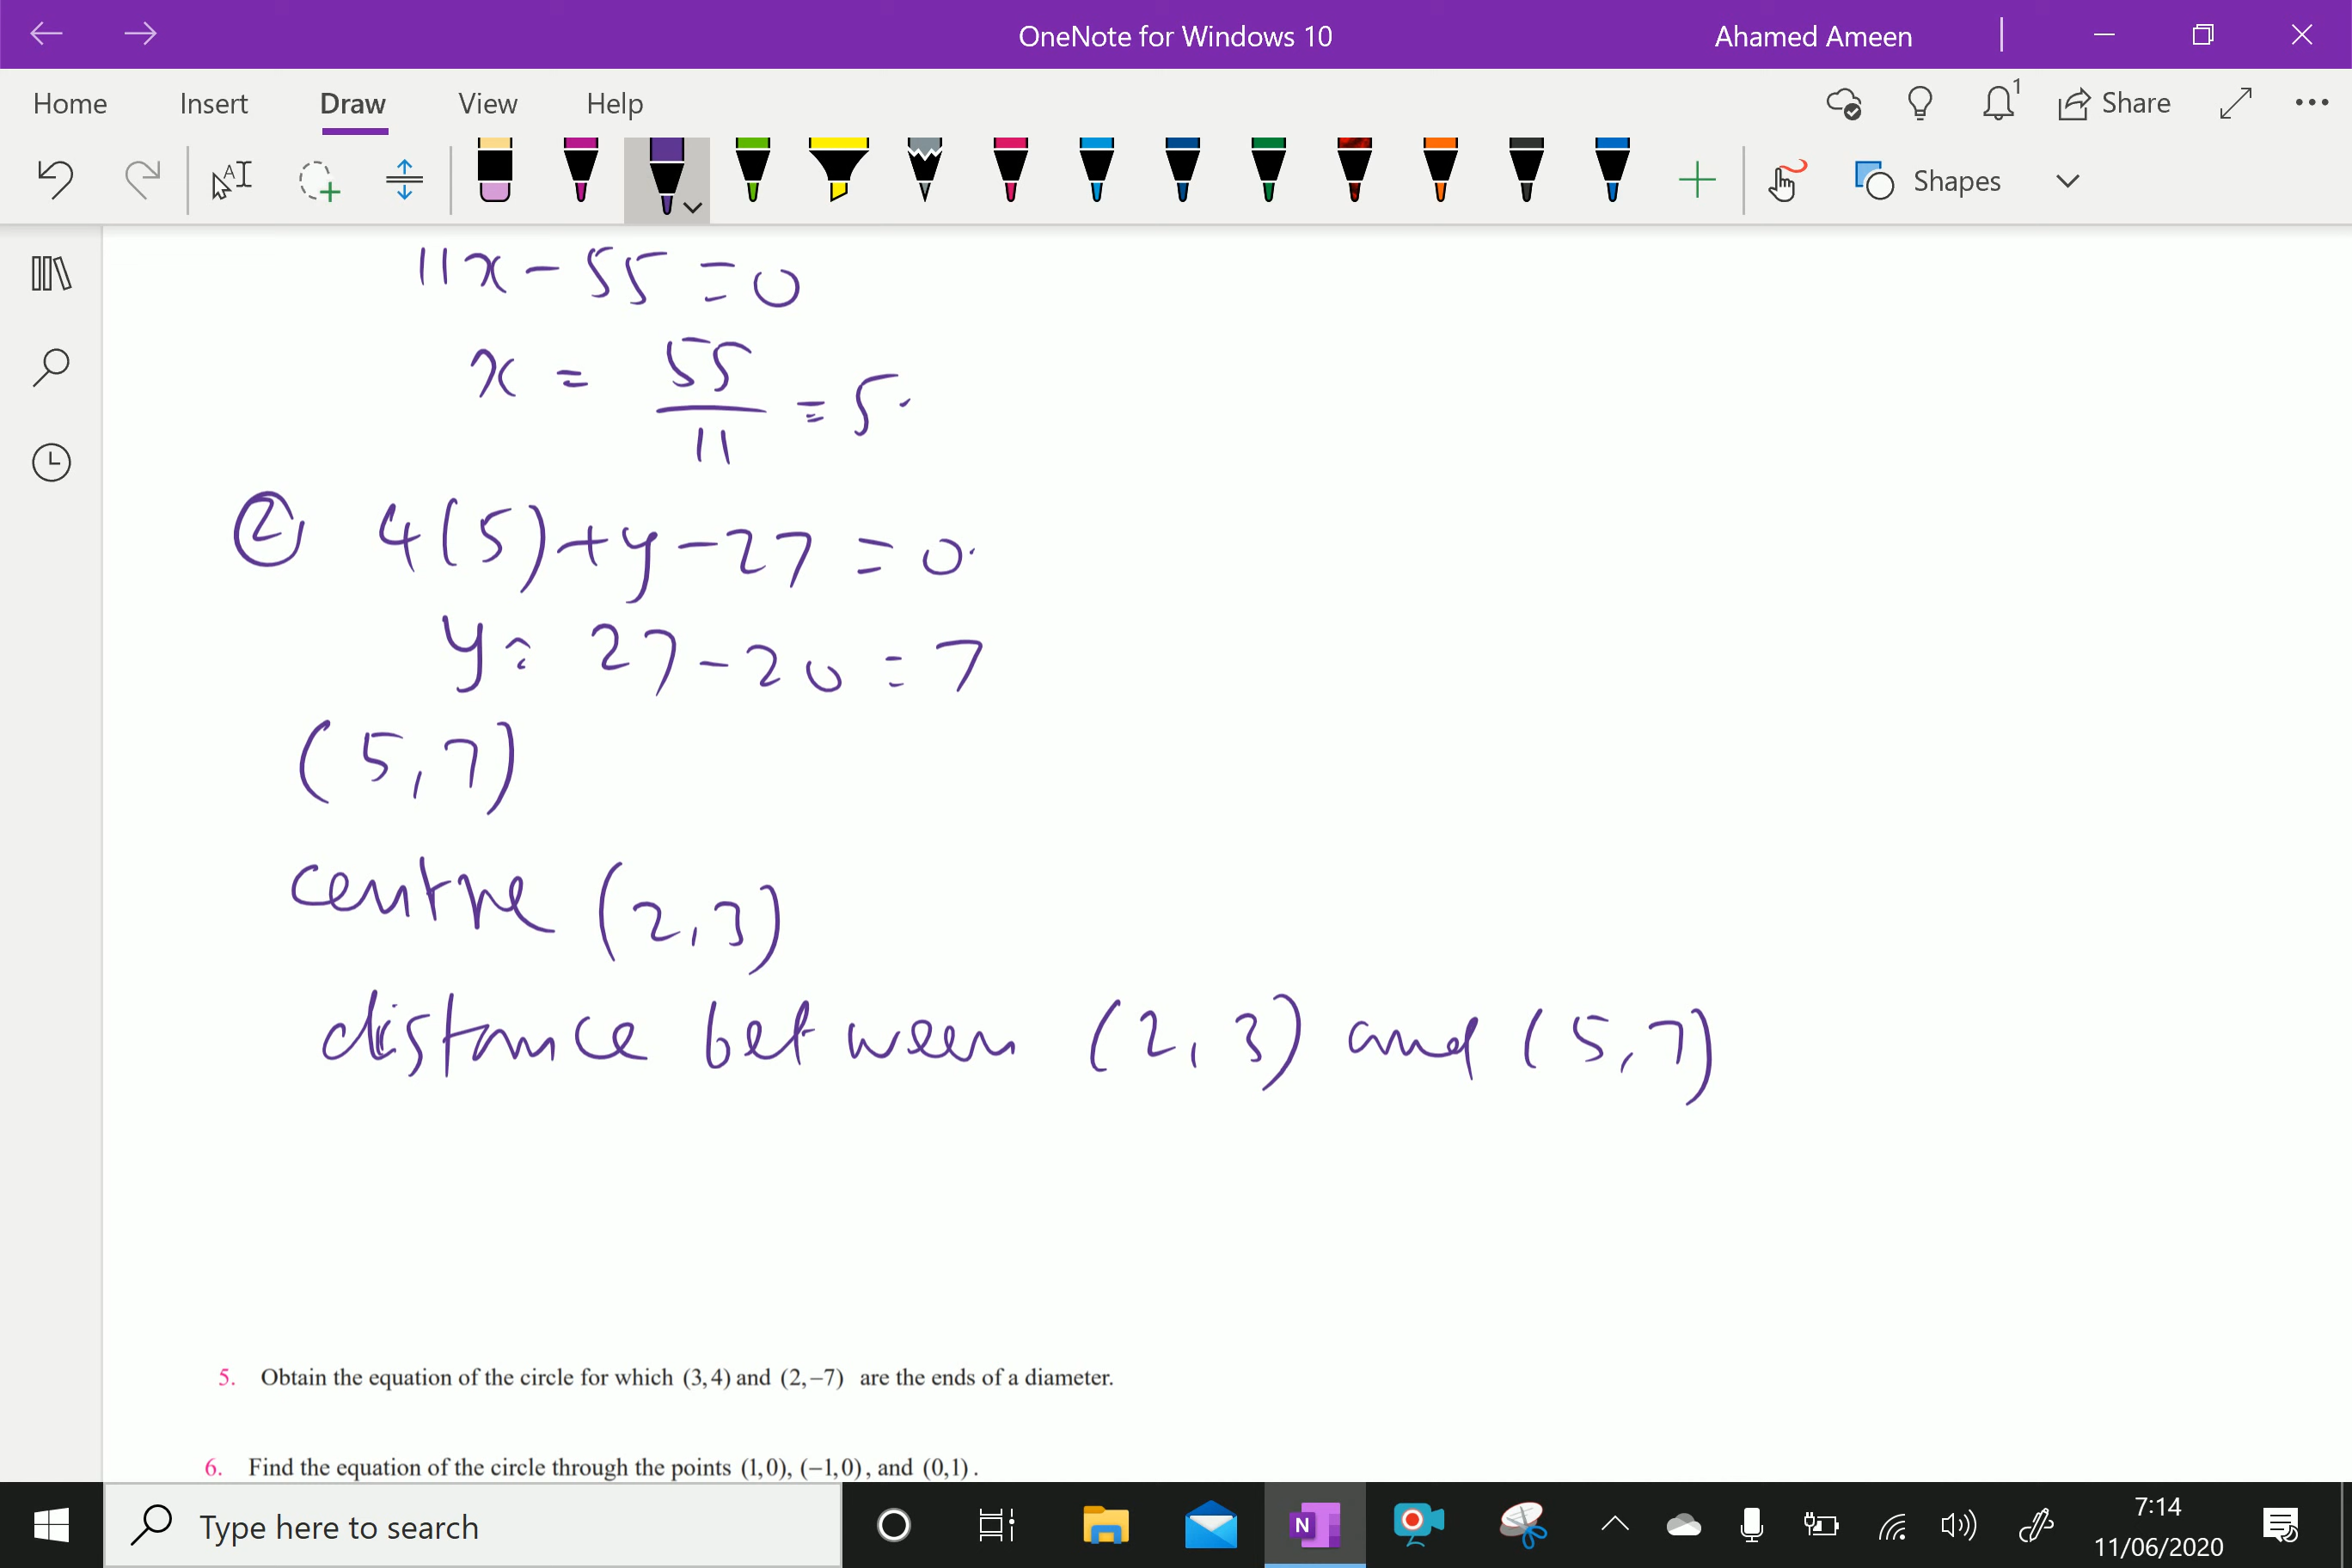 OneNote for Windows 10
Ahamed Ameen
Home Insert Draw View Help
1 Share
Shapes
11x - 55 = 0
x = 55/11 = 5.
② 4(5) + y - 27 = 0.
y = 27 - 20 = 7
(5,7)
centre (2,3)
distance between (2,3) and (5,7)
5. Obtain the equation of the circle for which (3,4) and (2,−7) are the ends of a diameter.
6. Find the equation of the circle through the points (1,0), (−1,0), and (0,1).
Type here to search
N
7:14
11/06/2020